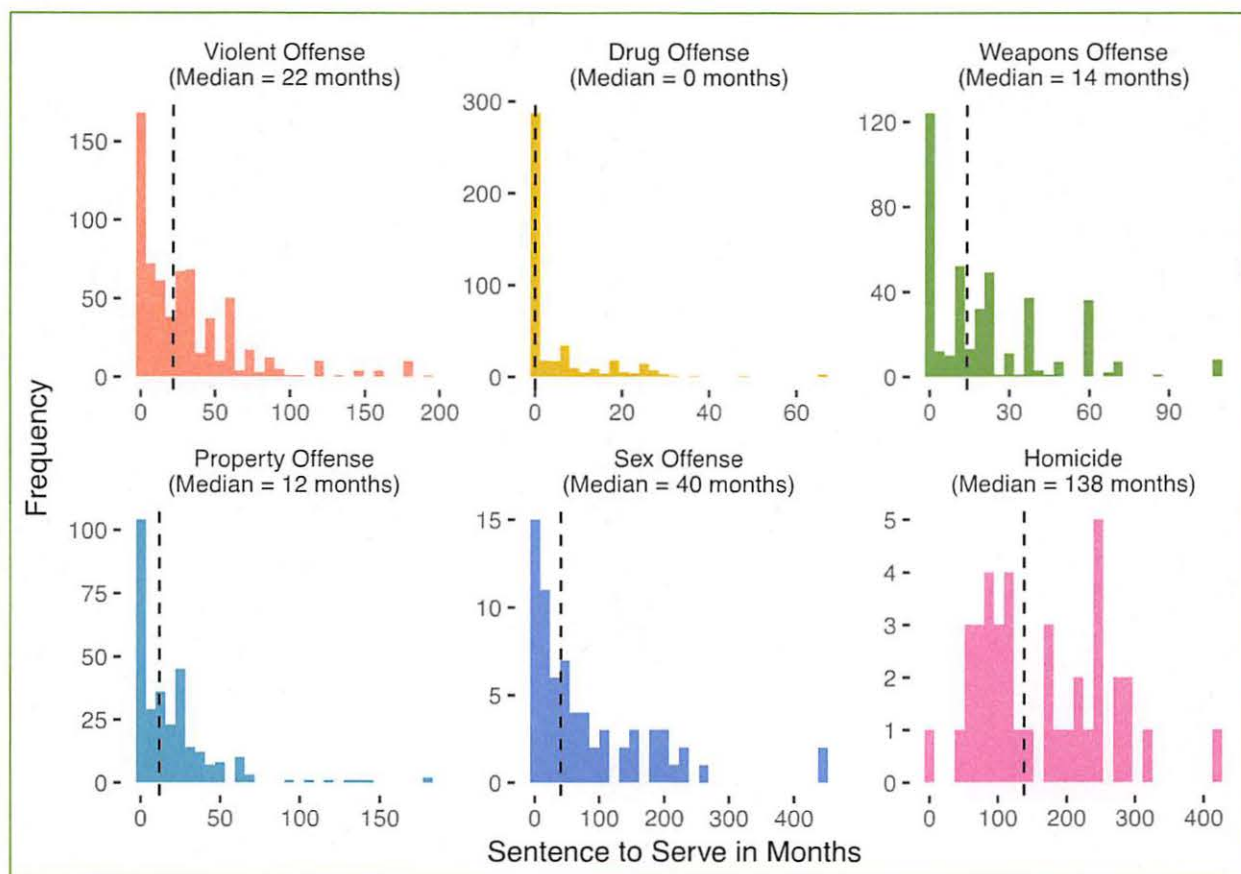 Violent Offense
(Median = 22 months)
Drug Offense
(Median = 0 months)
Weapons Offense
(Median = 14 months)
150
100
50
0
0 50 100 150 200
300
200
100
0
0 20 40 60
120
80
40
0
0 30 60 90
Frequency
Property Offense
(Median = 12 months)
Sex Offense
(Median = 40 months)
Homicide
(Median = 138 months)
100
75
50
25
0
0 50 100 150
15
10
5
0
0 100 200 300 400
5
4
3
2
1
0
0 100 200 300 400
Sentence to Serve in Months